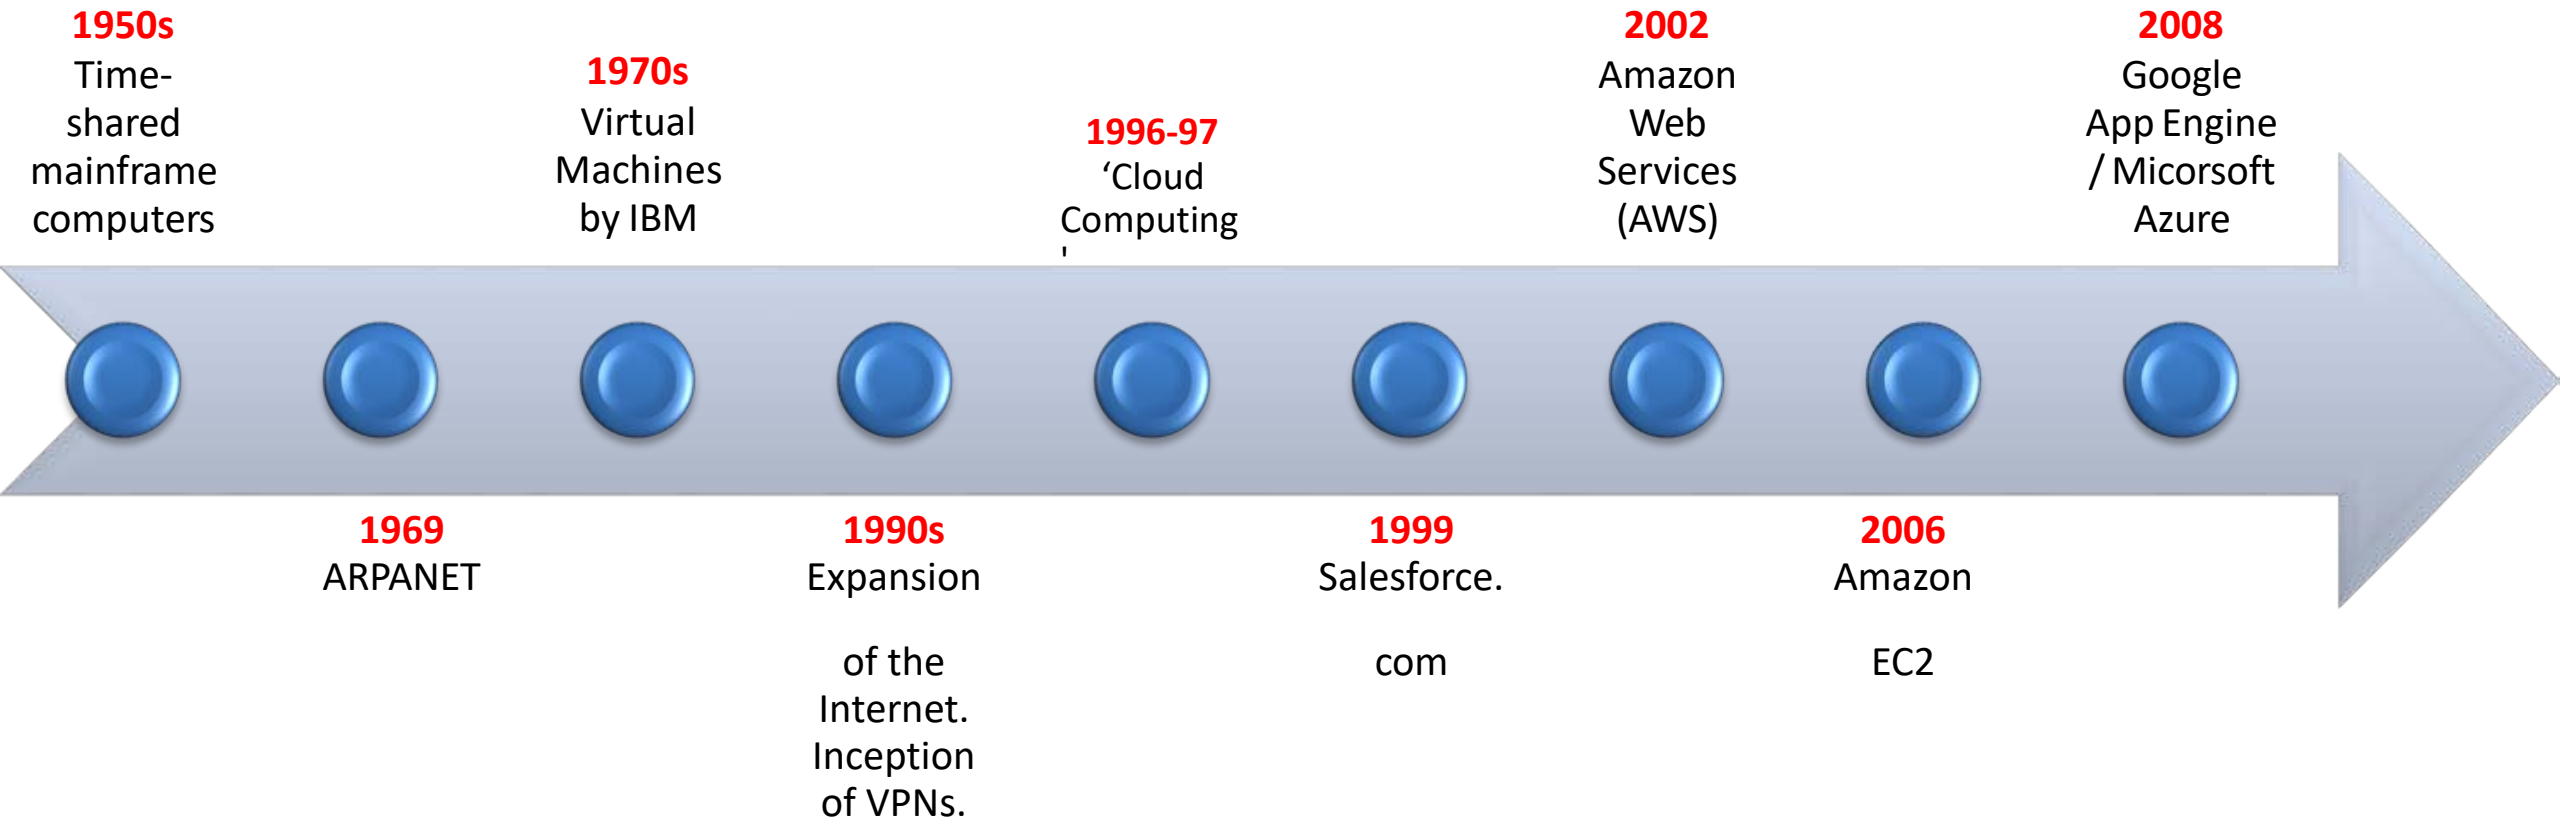 1950s
Time-
shared
mainframe
computers
1969
ARPANET
1970s
Virtual
Machines
by IBM
1990s
Expansion
of the
Internet.
Inception
of VPNs.
1996-97
‘Cloud
Computing
'
1999
Salesforce.
com
2002
Amazon
Web
Services
(AWS)
2006
Amazon
EC2
2008
Google
App Engine
/ Micorsoft
Azure